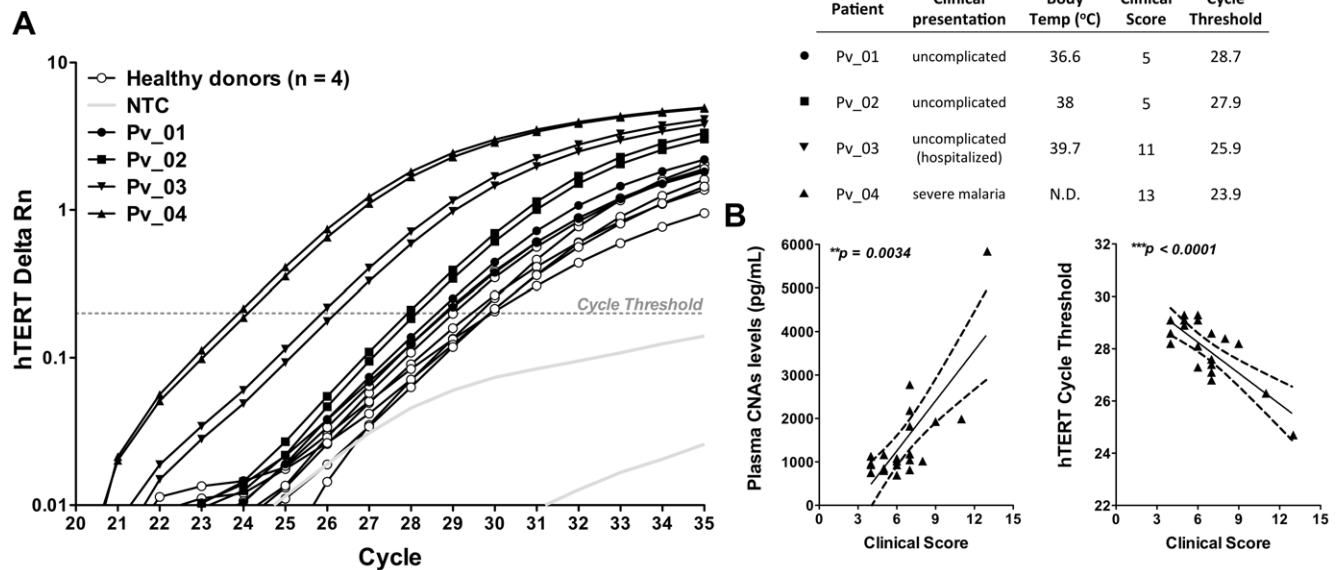 A
hTERT Delta Rn
10
1
0.1
0.01
Healthy donors (n = 4)
NTC
Pv_01
Pv_02
Pv_03
Pv_04
Cycle Threshold
20 21 22 23 24 25 26 27 28 29 30 31 32 33 34 35
Cycle
Patient Clinical presentation Body Temp (ºC) Clinical Score Cycle Threshold
Pv_01 uncomplicated 36.6 5 28.7
Pv_02 uncomplicated 38 5 27.9
Pv_03 uncomplicated (hospitalized) 39.7 11 25.9
Pv_04 severe malaria N.D. 13 23.9
B
Plasma CNAs levels (pg/mL)
6000
5000
4000
3000
2000
1000
0
**p = 0.0034
0 3 6 9 12 15
Clinical Score
hTERT Cycle Threshold
32
30
28
26
24
22
***p < 0.0001
0 3 6 9 12 15
Clinical Score